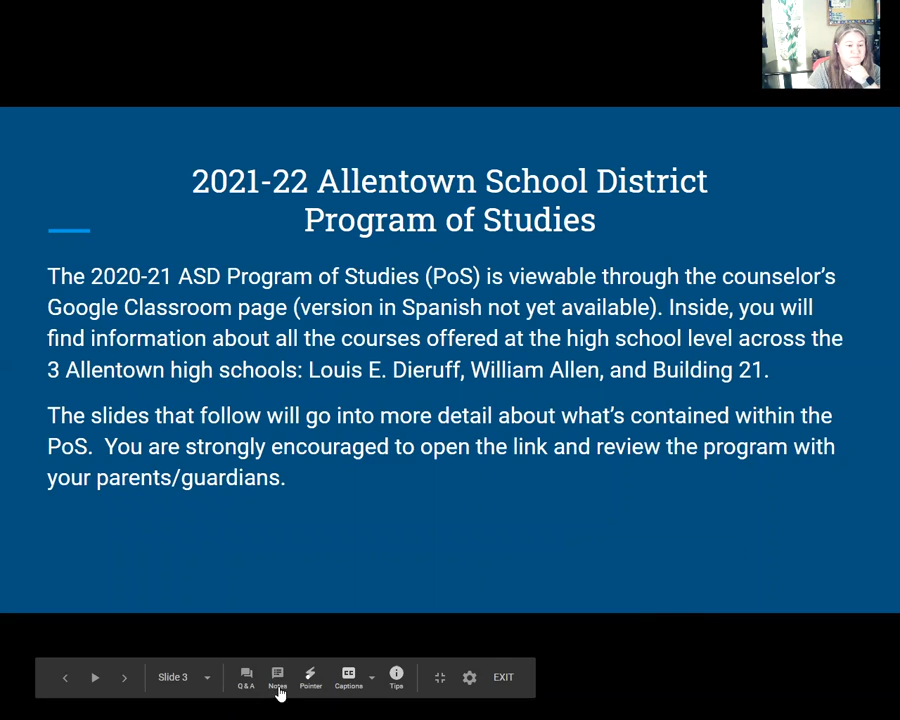 2021-22 Allentown School District
Program of Studies
The 2020-21 ASD Program of Studies (PoS) is viewable through the counselor's
Google Classroom page (version in Spanish not yet available). Inside, you will
find information about all the courses offered at the high school level across the
3 Allentown high schools: Louis E. Dieruff, William Allen, and Building 21.
The slides that follow will go into more detail about what's contained within the
PoS.  You are strongly encouraged to open the link and review the program with
your parents/guardians.
Slide 3
Q & A
Notes
Pointer
CC
Captions
Tips
EXIT